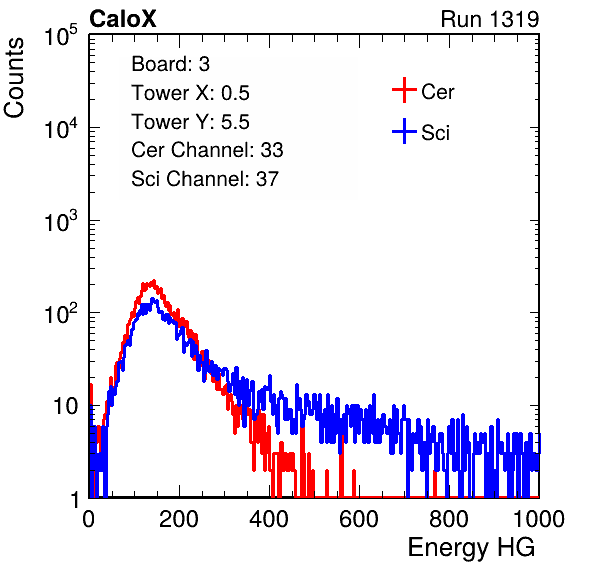 CaloX Run 1319
Counts
Board: 3
Tower X: 0.5
Tower Y: 5.5
Cer Channel: 33
Sci Channel: 37
Cer
Sci
10^5
10^4
10^3
10^2
10
1
0 200 400 600 800 1000
Energy HG